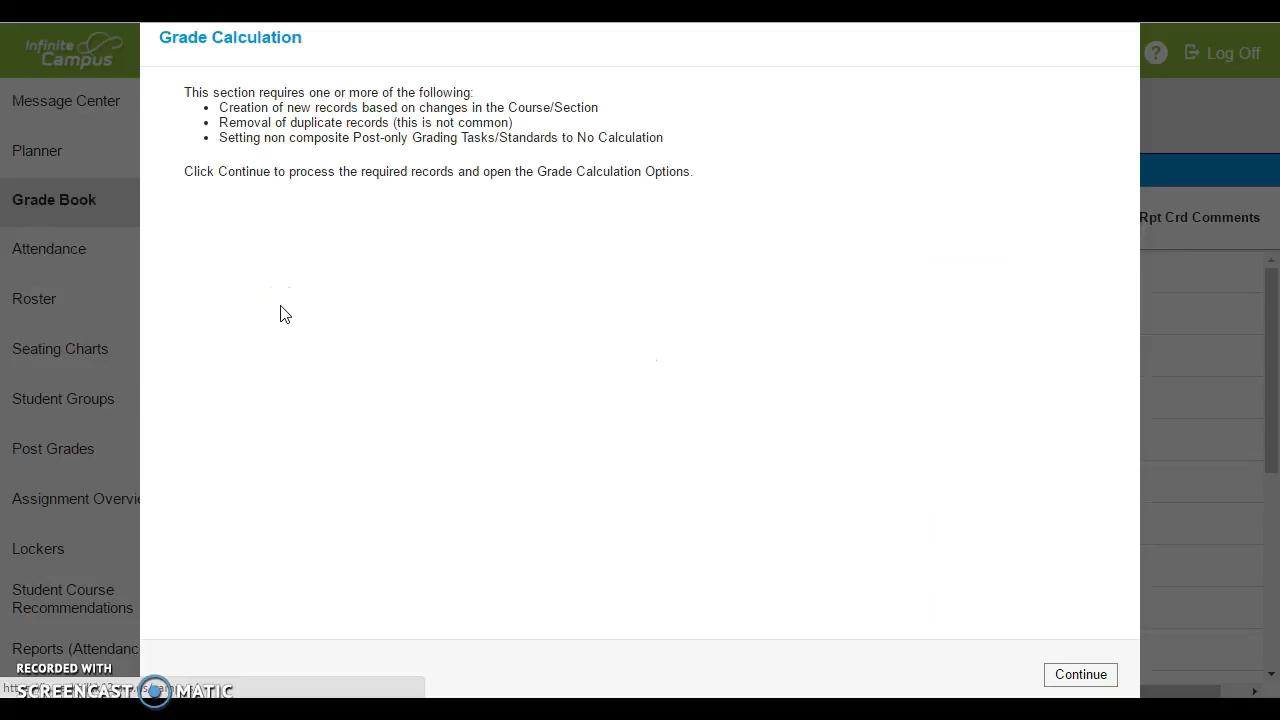 Grade Calculation
Infinite
Campus
? Log Off
This section requires one or more of the following:
• Creation of new records based on changes in the Course/Section
• Removal of duplicate records (this is not common)
• Setting non composite Post-only Grading Tasks/Standards to No Calculation
Click Continue to process the required records and open the Grade Calculation Options.
Message Center
Planner
Grade Book
Attendance
Roster
Seating Charts
Student Groups
Post Grades
Assignment Overvie
Lockers
Student Course
Recommendations
Reports (Attendanc
Rpt Crd Comments
RECORDED WITH
SCREENCAST MATIC
Continue